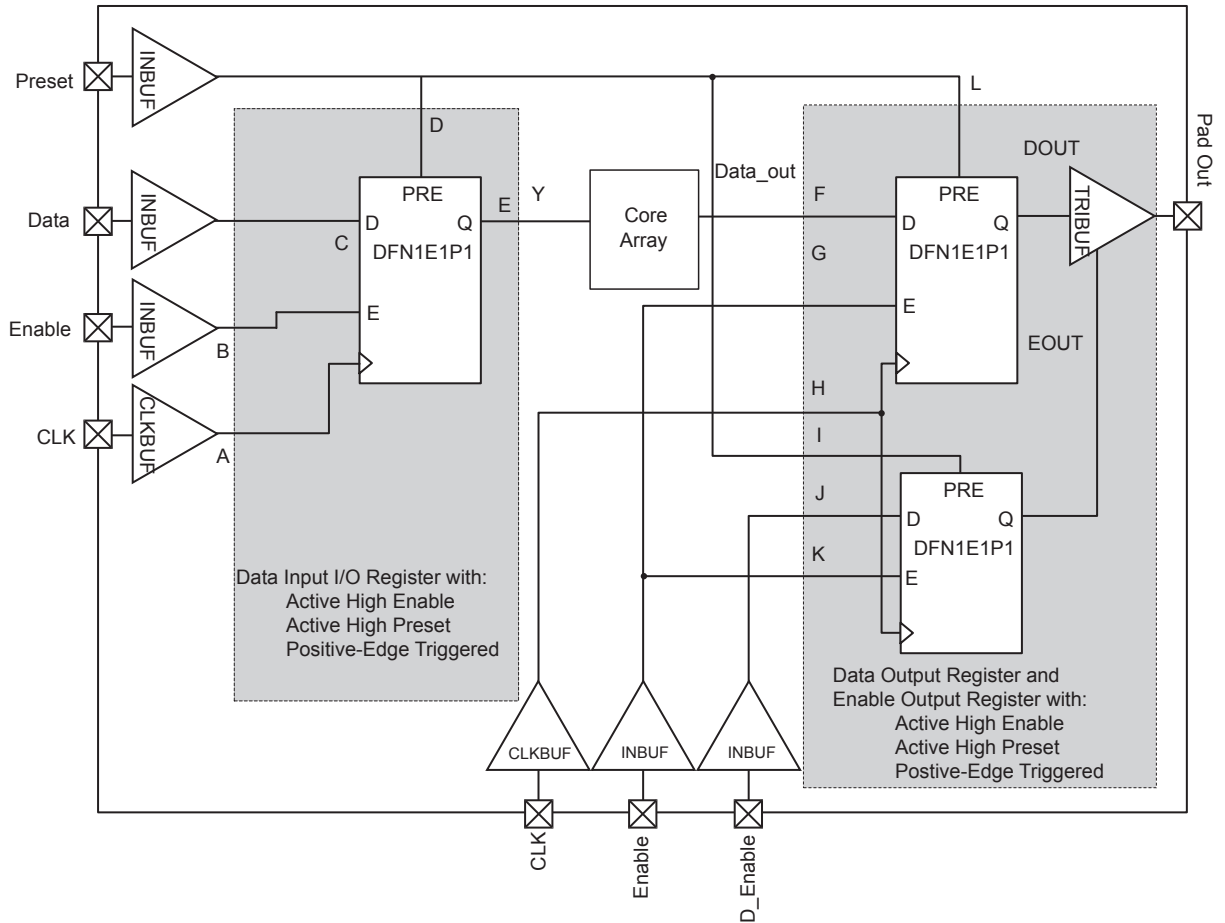 Preset
INBUF
L
D
Pad Out
DOUT
Data_out
PRE
PRE
Data
INBUF
D
Q
C
DFN1E1P1
E
E
Y
Core
Array
F
G
D
Q
DFN1E1P1
E
TRIBUF
EOUT
Enable
INBUF
B
CLK
CLKBUF
A
H
I
J
K
PRE
D
Q
DFN1E1P1
E
Data Input I/O Register with:
Active High Enable
Active High Preset
Positive-Edge Triggered
Data Output Register and
Enable Output Register with:
Active High Enable
Active High Preset
Postive-Edge Triggered
CLKBUF
INBUF
INBUF
CLK
Enable
D_Enable